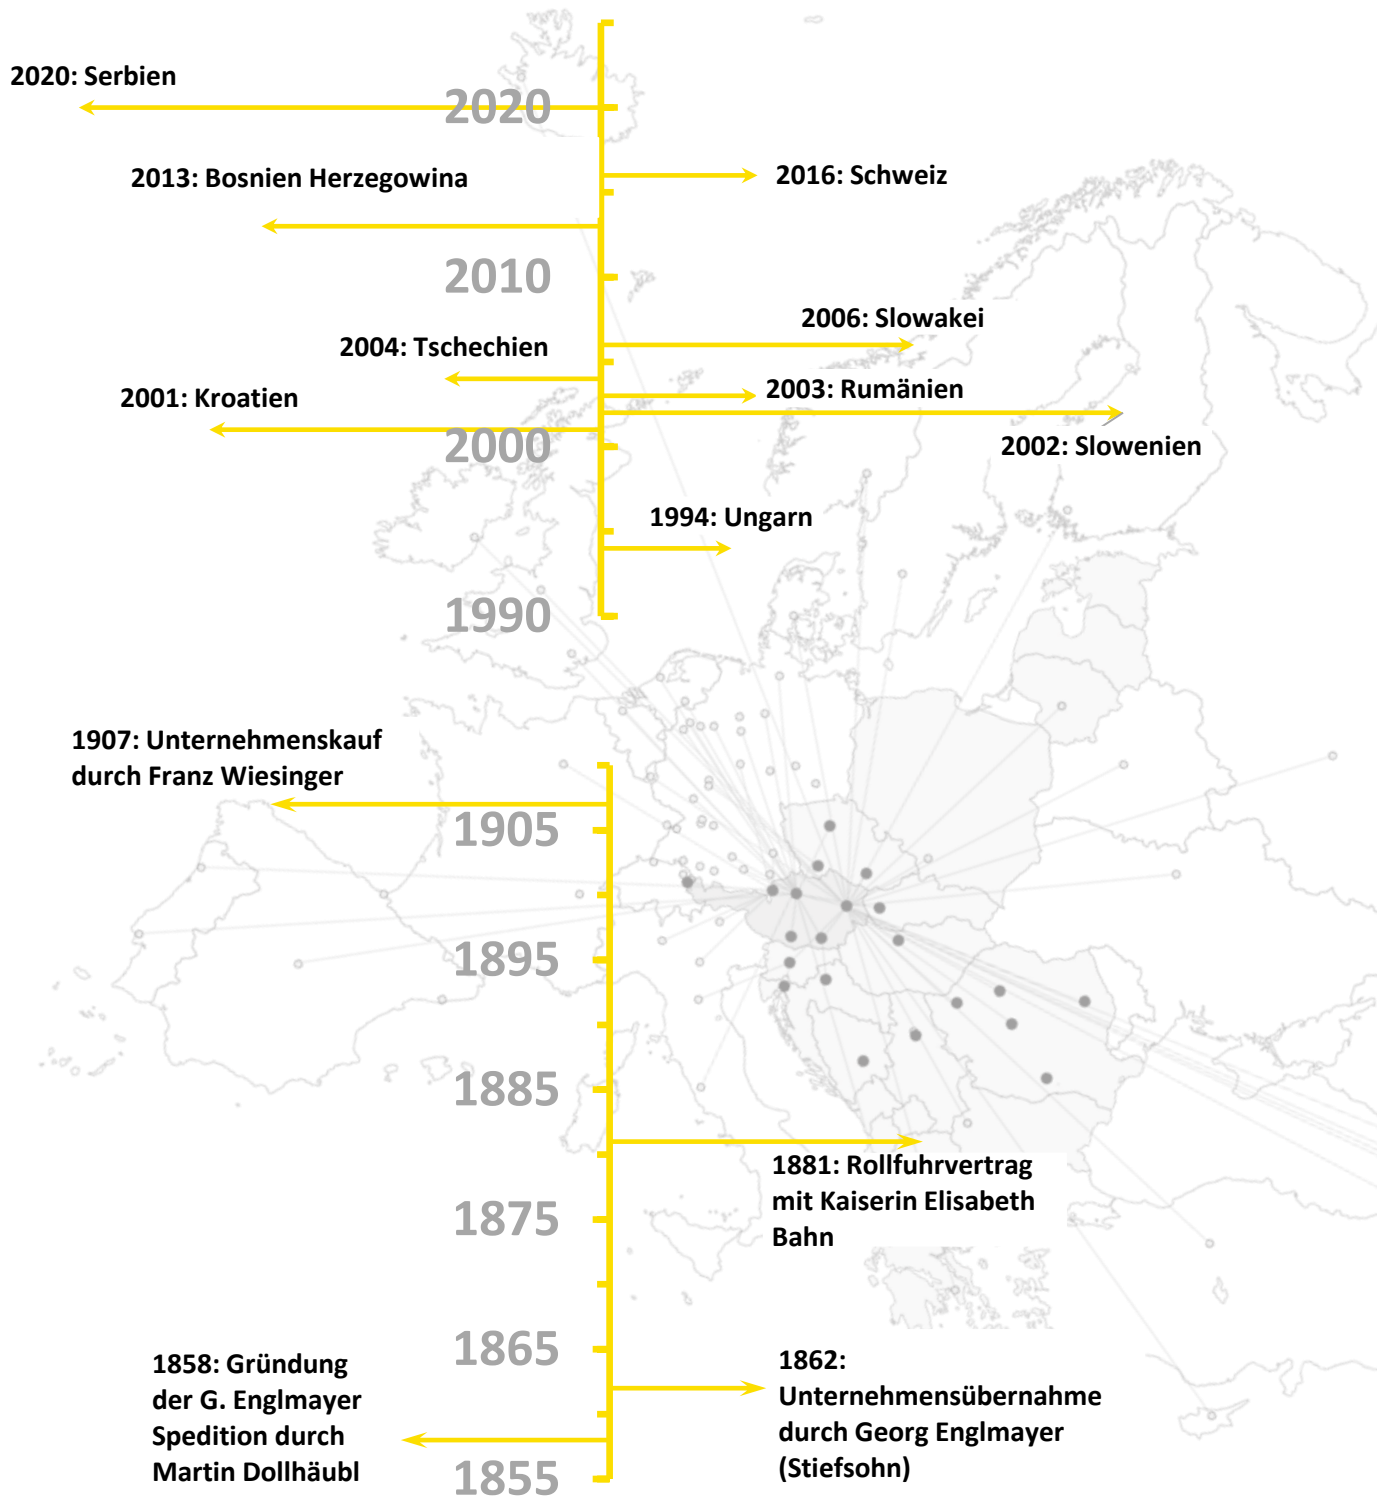 2020: Serbien
2020
2013: Bosnien Herzegowina
2016: Schweiz
2010
2006: Slowakei
2004: Tschechien
2003: Rumänien
2001: Kroatien
2000
2002: Slowenien
1994: Ungarn
1990
1907: Unternehmenskauf
durch Franz Wiesinger
1905
1895
1885
1881: Rollfuhrvertrag
mit Kaiserin Elisabeth
Bahn
1875
1865
1858: Gründung
der G. Englmayer
Spedition durch
Martin Dollhäubl
1862:
Unternehmensübernahme
durch Georg Englmayer
(Stiefsohn)
1855